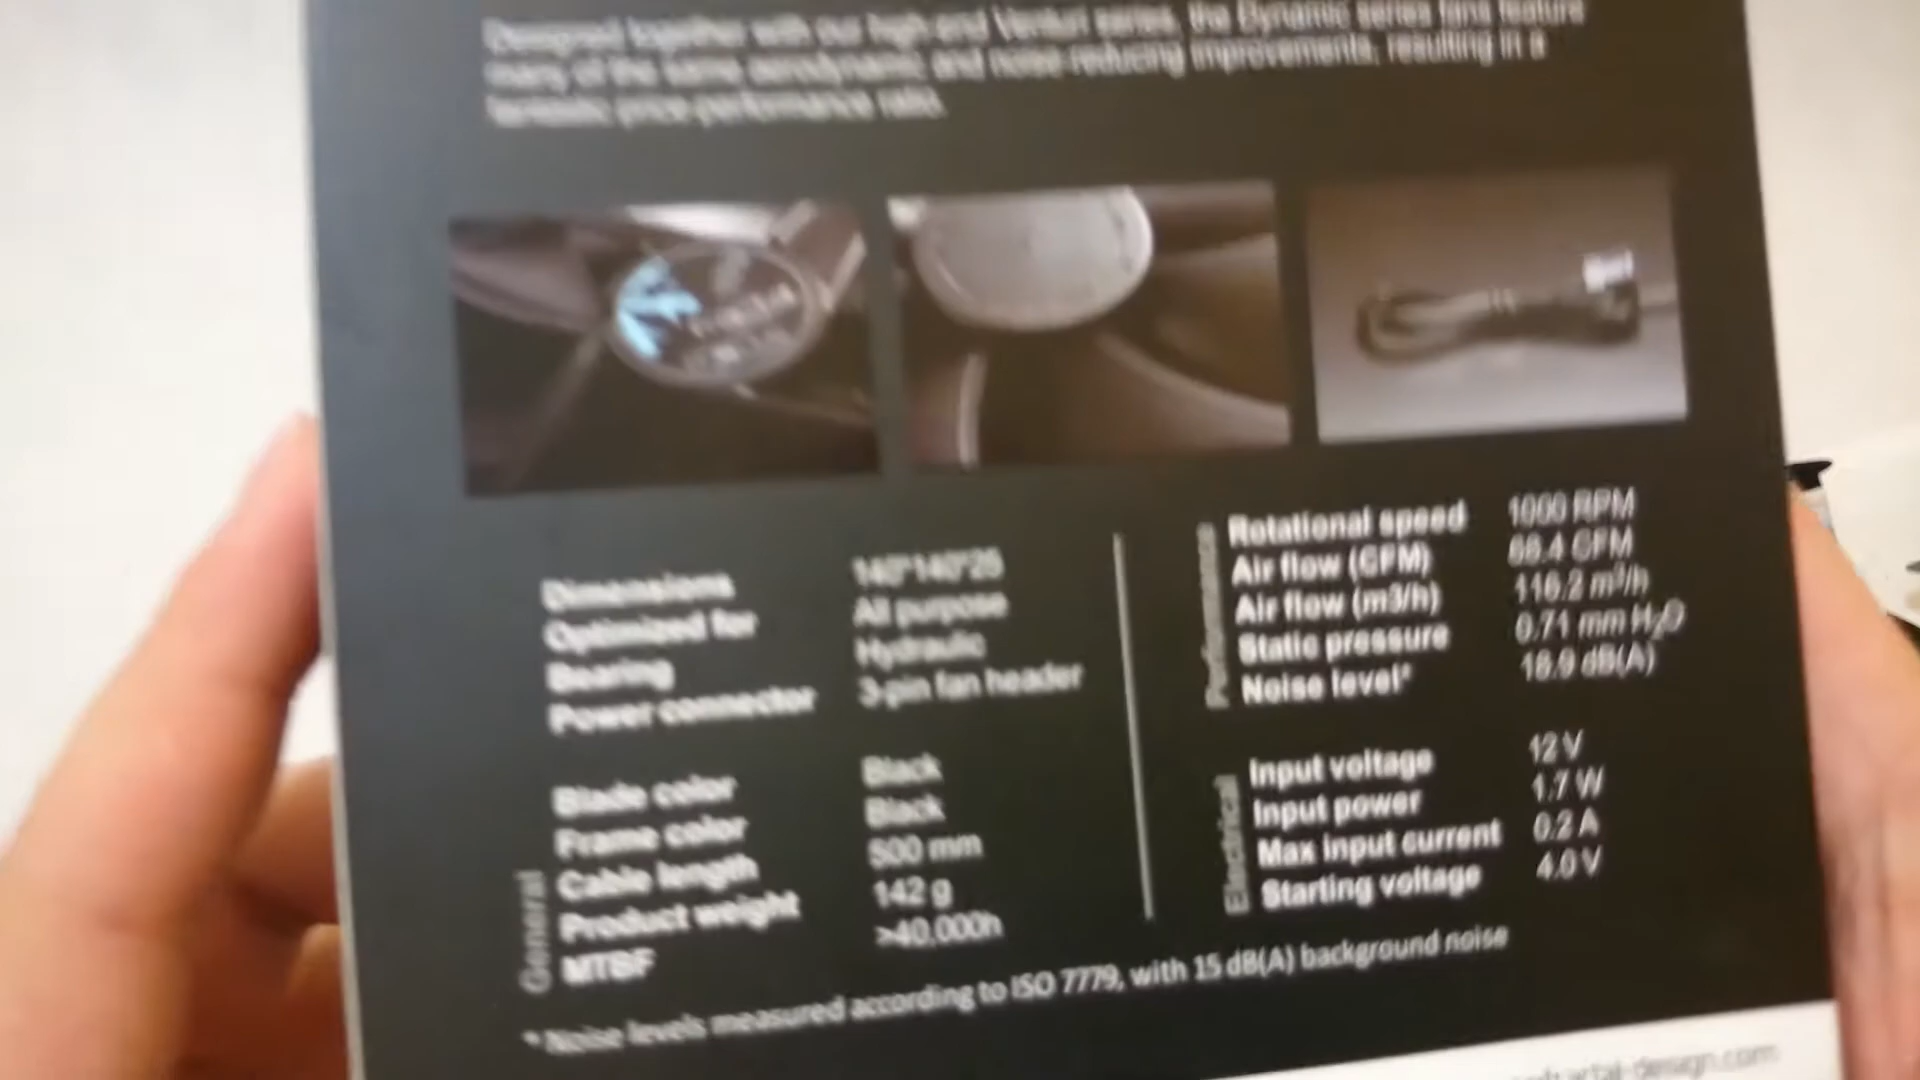 Designed together with our high-end Venturi series, the Dynamic series fans feature
many of the same aerodynamic and noise-reducing improvements, resulting in a
fantastic price-performance ratio.
Dimensions 140*140*25
Optimized for All purpose
Bearing Hydraulic
Power connector 3-pin fan header
General
Blade color Black
Frame color Black
Cable length 500 mm
Product weight 142 g
MTBF >40,000h
Performance
Rotational speed 1000 RPM
Air flow (CFM) 68.4 CFM
Air flow (m3/h) 116.2 m³/h
Static pressure 0.71 mm H₂O
Noise level* 18.9 dB(A)
Electrical
Input voltage 12 V
Input power 1.7 W
Max input current 0.2 A
Starting voltage 4.0 V
* Noise levels measured according to ISO 7779, with 15 dB(A) background noise
fractal-design.com